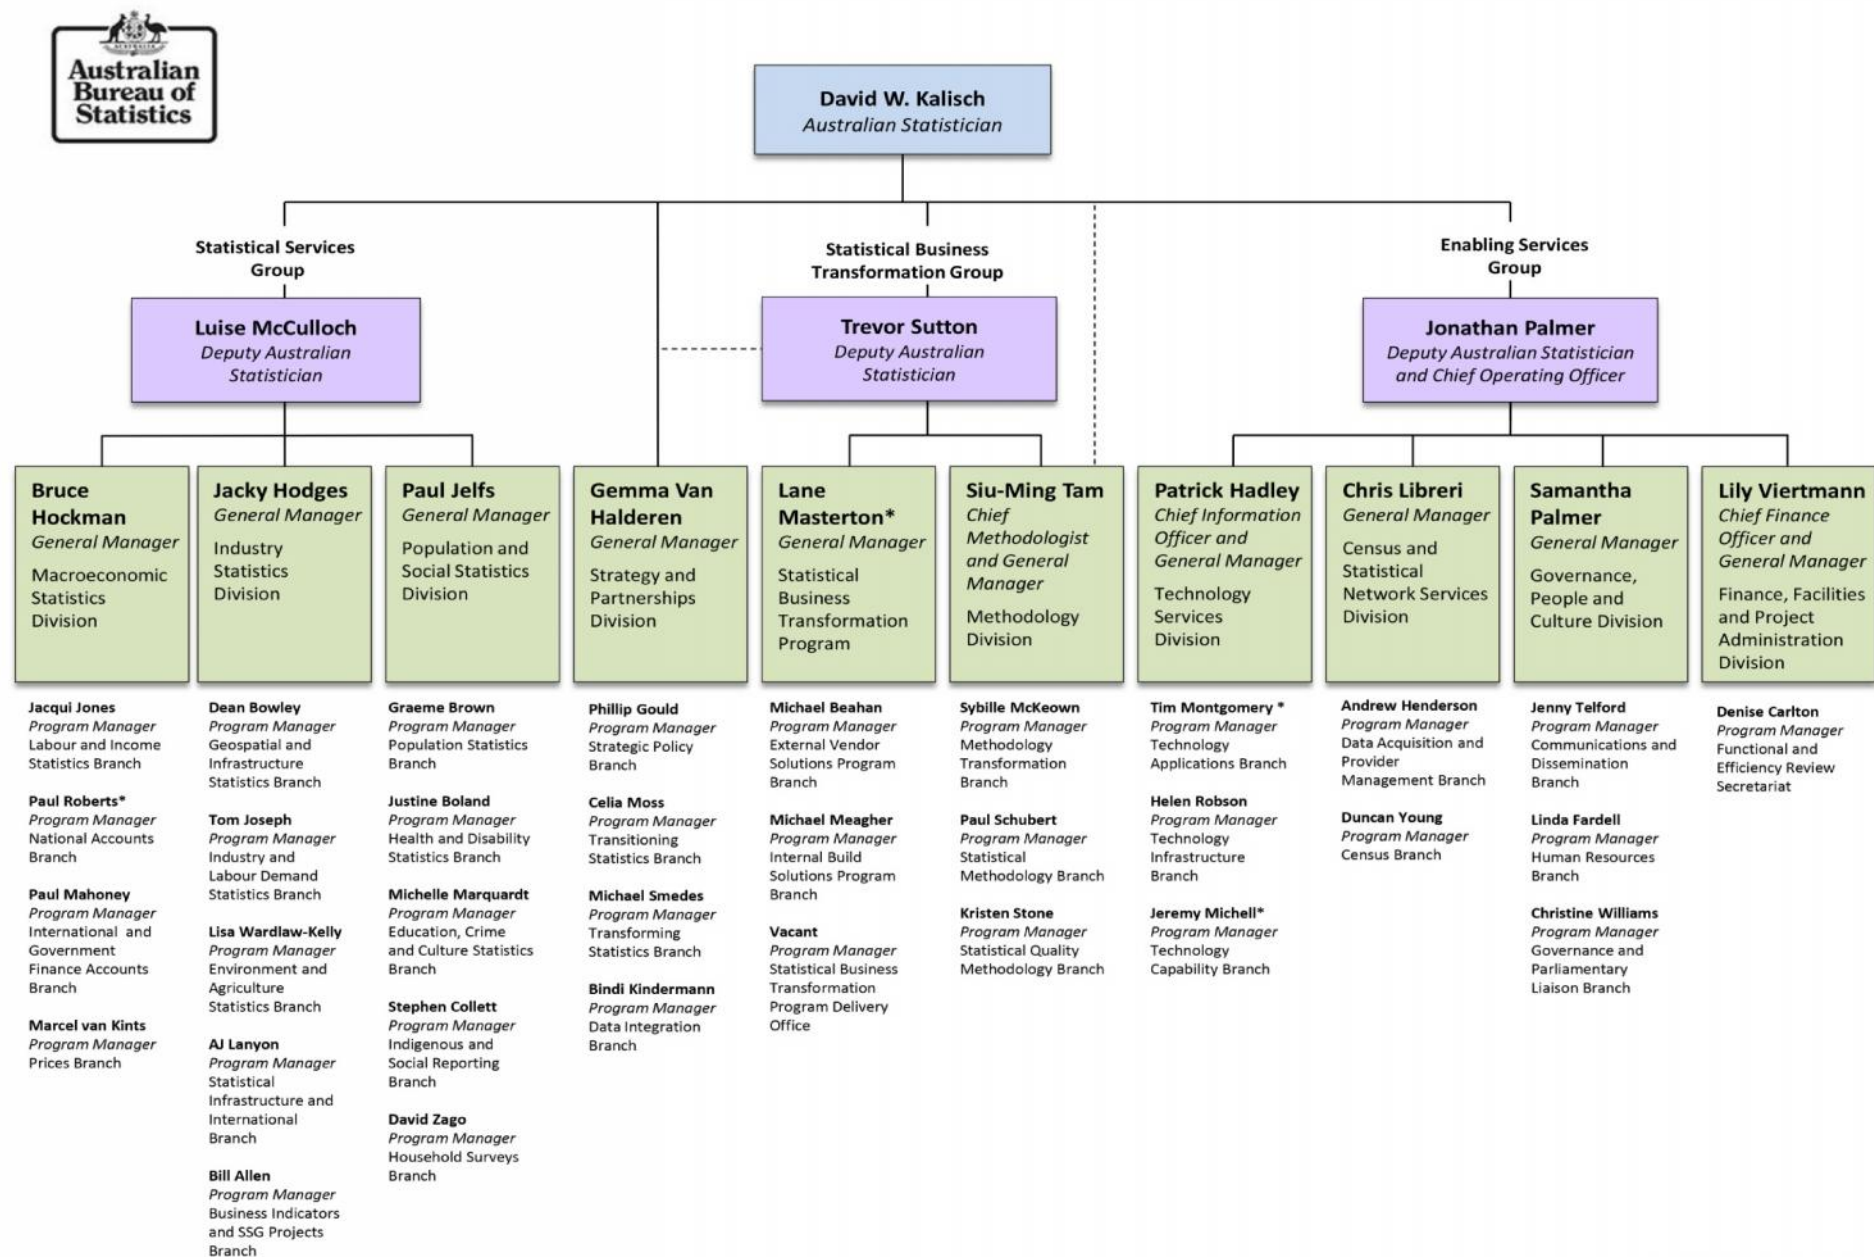 AUSTRALIA
Australian
Bureau of
Statistics
David W. Kalisch
Australian Statistician
Statistical Services
Group
Luise McCulloch
Deputy Australian
Statistician
Statistical Business
Transformation Group
Trevor Sutton
Deputy Australian
Statistician
Enabling Services
Group
Jonathan Palmer
Deputy Australian Statistician
and Chief Operating Officer
Bruce
Hockman
General Manager
Macroeconomic
Statistics
Division
Jacqui Jones
Program Manager
Labour and Income
Statistics Branch
Paul Roberts*
Program Manager
National Accounts
Branch
Paul Mahoney
Program Manager
International and
Government
Finance Accounts
Branch
Marcel van Kints
Program Manager
Prices Branch
Jacky Hodges
General Manager
Industry
Statistics
Division
Dean Bowley
Program Manager
Geospatial and
Infrastructure
Statistics Branch
Tom Joseph
Program Manager
Industry and
Labour Demand
Statistics Branch
Lisa Wardlaw-Kelly
Program Manager
Environment and
Agriculture
Statistics Branch
AJ Lanyon
Program Manager
Statistical
Infrastructure and
International
Branch
Bill Allen
Program Manager
Business Indicators
and SSG Projects
Branch
Paul Jelfs
General Manager
Population and
Social Statistics
Division
Graeme Brown
Program Manager
Population Statistics
Branch
Justine Boland
Program Manager
Health and Disability
Statistics Branch
Michelle Marquardt
Program Manager
Education, Crime
and Culture Statistics
Branch
Stephen Collett
Program Manager
Indigenous and
Social Reporting
Branch
David Zago
Program Manager
Household Surveys
Branch
Gemma Van
Halderen
General Manager
Strategy and
Partnerships
Division
Phillip Gould
Program Manager
Strategic Policy
Branch
Celia Moss
Program Manager
Transitioning
Statistics Branch
Michael Smedes
Program Manager
Transforming
Statistics Branch
Bindi Kindermann
Program Manager
Data Integration
Branch
Lane
Masterton*
General Manager
Statistical
Business
Transformation
Program
Michael Beahan
Program Manager
External Vendor
Solutions Program
Branch
Michael Meagher
Program Manager
Internal Build
Solutions Program
Branch
Vacant
Program Manager
Statistical Business
Transformation
Program Delivery
Office
Siu-Ming Tam
Chief
Methodologist
and General
Manager
Methodology
Division
Sybille McKeown
Program Manager
Methodology
Transformation
Branch
Paul Schubert
Program Manager
Statistical
Methodology Branch
Kristen Stone
Program Manager
Statistical Quality
Methodology Branch
Patrick Hadley
Chief Information
Officer and
General Manager
Technology
Services
Division
Tim Montgomery *
Program Manager
Technology
Applications Branch
Helen Robson
Program Manager
Technology
Infrastructure
Branch
Jeremy Michell*
Program Manager
Technology
Capability Branch
Chris Libreri
General Manager
Census and
Statistical
Network Services
Division
Andrew Henderson
Program Manager
Data Acquisition and
Provider
Management Branch
Duncan Young
Program Manager
Census Branch
Samantha
Palmer
General Manager
Governance,
People and
Culture Division
Jenny Telford
Program Manager
Communications and
Dissemination
Branch
Linda Fardell
Program Manager
Human Resources
Branch
Christine Williams
Program Manager
Governance and
Parliamentary
Liaison Branch
Lily Viertmann
Chief Finance
Officer and
General Manager
Finance, Facilities
and Project
Administration
Division
Denise Carlton
Program Manager
Functional and
Efficiency Review
Secretariat